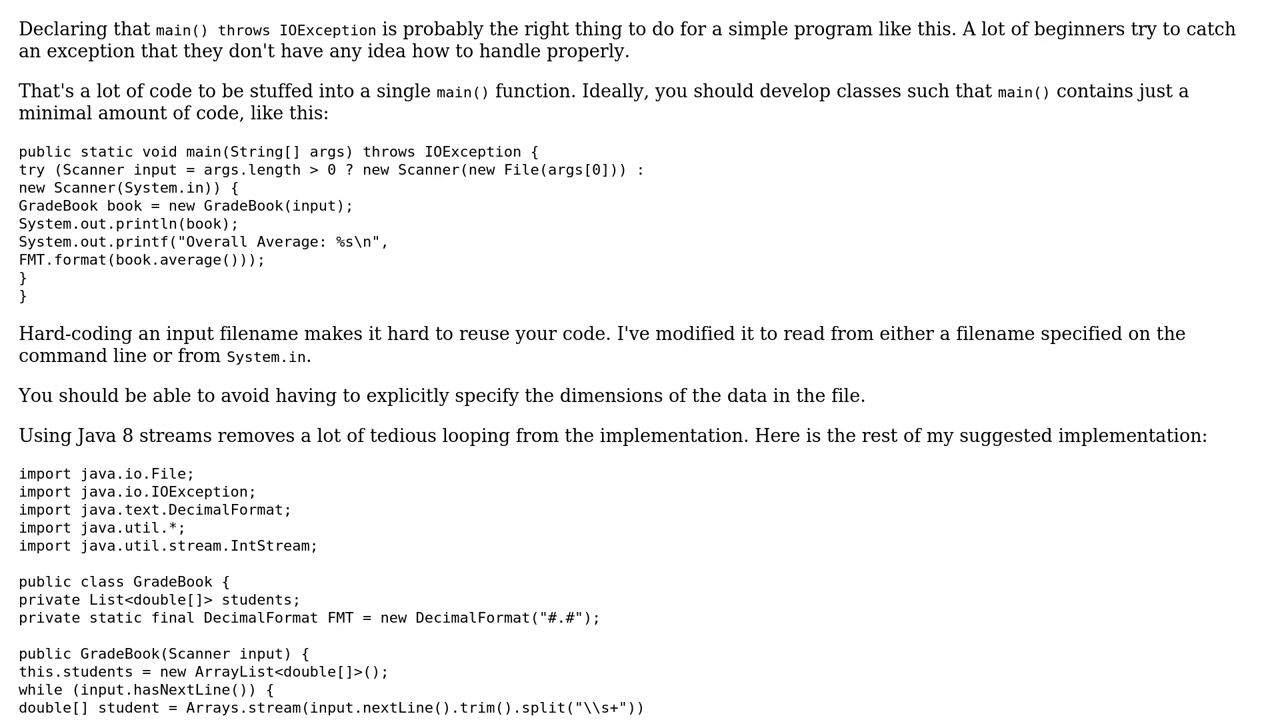 Declaring that main() throws IOException is probably the right thing to do for a simple program like this. A lot of beginners try to catch
an exception that they don't have any idea how to handle properly.
That's a lot of code to be stuffed into a single main() function. Ideally, you should develop classes such that main() contains just a
minimal amount of code, like this:
public static void main(String[] args) throws IOException {
try (Scanner input = args.length > 0 ? new Scanner(new File(args[0])) :
new Scanner(System.in)) {
GradeBook book = new GradeBook(input);
System.out.println(book);
System.out.printf("Overall Average: %s\n",
FMT.format(book.average()));
}
}
Hard-coding an input filename makes it hard to reuse your code. I've modified it to read from either a filename specified on the
command line or from System.in.
You should be able to avoid having to explicitly specify the dimensions of the data in the file.
Using Java 8 streams removes a lot of tedious looping from the implementation. Here is the rest of my suggested implementation:
import java.io.File;
import java.io.IOException;
import java.text.DecimalFormat;
import java.util.*;
import java.util.stream.IntStream;
public class GradeBook {
private List<double[]> students;
private static final DecimalFormat FMT = new DecimalFormat("#.#");
public GradeBook(Scanner input) {
this.students = new ArrayList<double[]>();
while (input.hasNextLine()) {
double[] student = Arrays.stream(input.nextLine().trim().split("\\s+"))